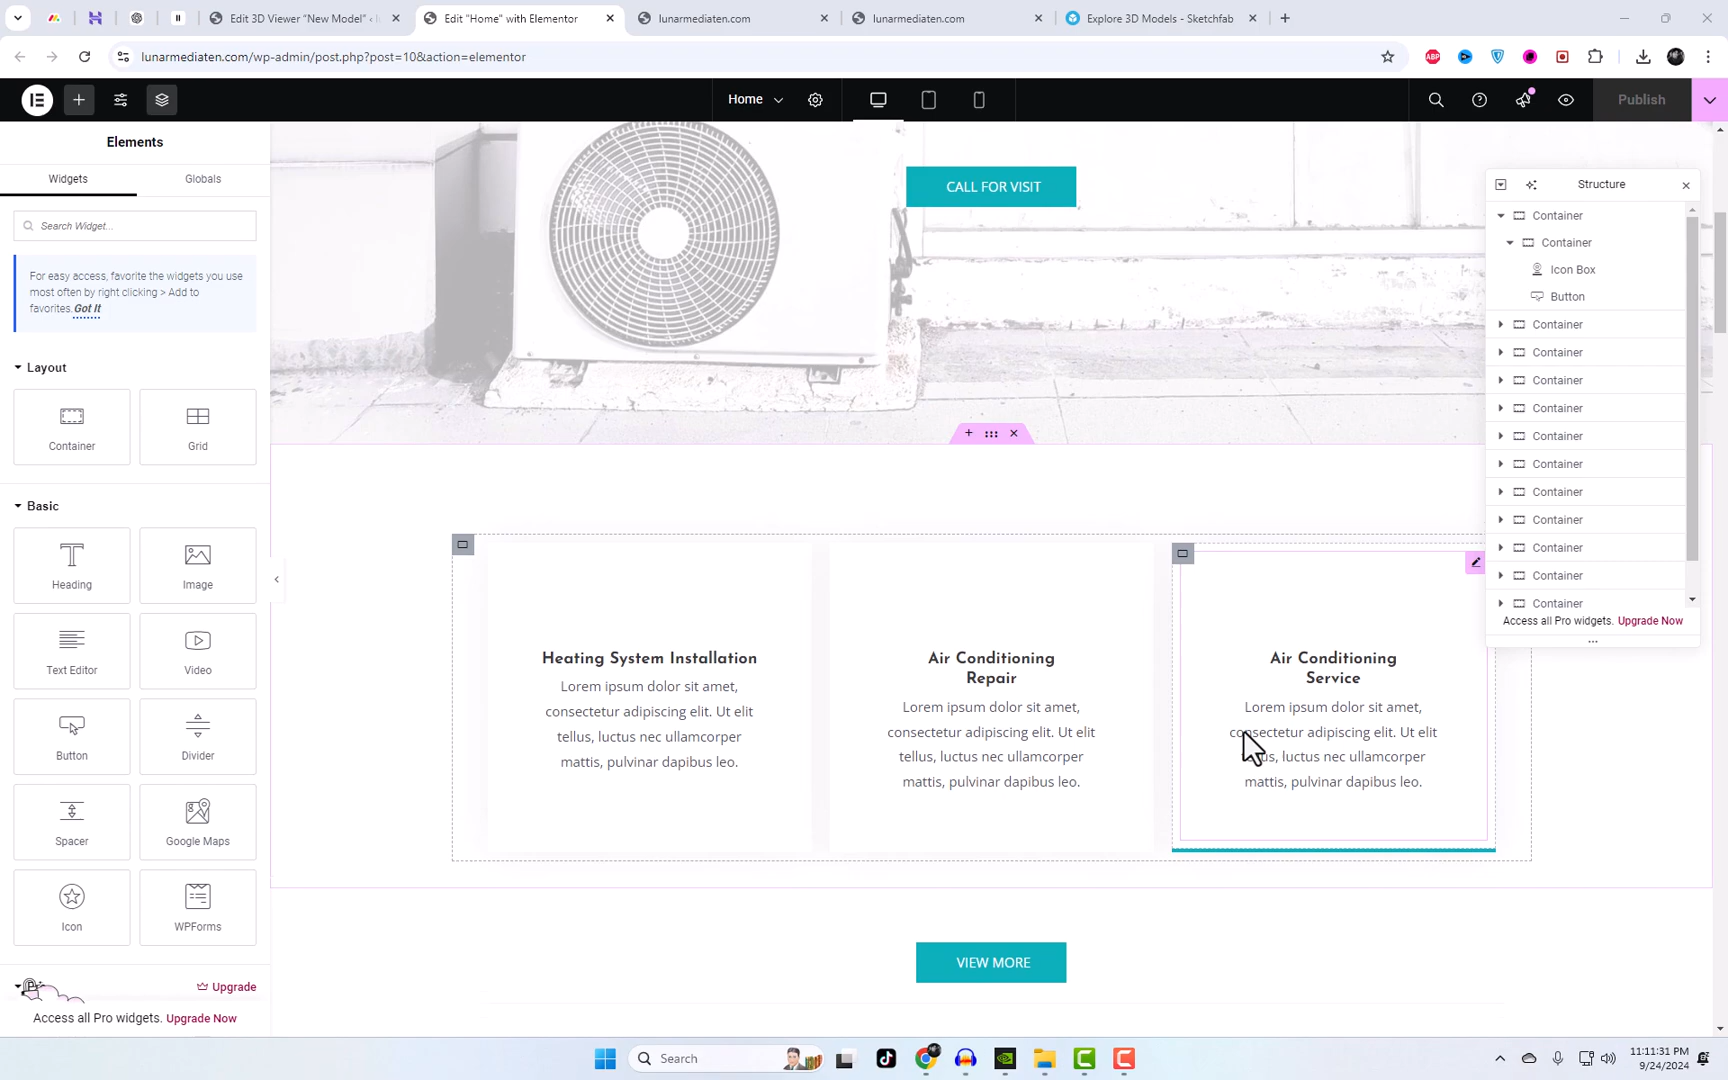 Edit 3D Viewer "New Model" ‹ l
Edit "Home" with Elementor
lunarmediaten.com
lunarmediaten.com
Explore 3D Models - Sketchfab
lunarmediaten.com/wp-admin/post.php?post=10&action=elementor
ABP
Home
Publish
Elements
Widgets
Globals
Search Widget...
For easy access, favorite the widgets you use
most often by right clicking > Add to
favorites. Got It
Layout
Container
Grid
Basic
Heading
Image
Text Editor
Video
Button
Divider
Spacer
Google Maps
Icon
WPForms
Upgrade
Access all Pro widgets. Upgrade Now
CALL FOR VISIT
Heating System Installation
Lorem ipsum dolor sit amet,
consectetur adipiscing elit. Ut elit
tellus, luctus nec ullamcorper
mattis, pulvinar dapibus leo.
Air Conditioning
Repair
Lorem ipsum dolor sit amet,
consectetur adipiscing elit. Ut elit
tellus, luctus nec ullamcorper
mattis, pulvinar dapibus leo.
Air Conditioning
Service
Lorem ipsum dolor sit amet,
consectetur adipiscing elit. Ut elit
us, luctus nec ullamcorper
mattis, pulvinar dapibus leo.
VIEW MORE
Structure
Container
Container
Icon Box
Button
Container
Container
Container
Container
Container
Container
Container
Container
Container
Container
Container
Access all Pro widgets. Upgrade Now
Search
11:11:31 PM
9/24/2024